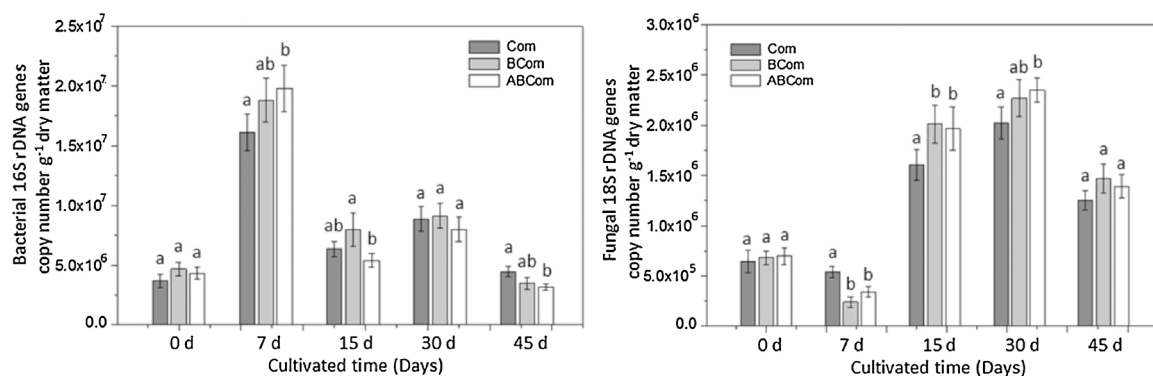 Bacterial 16S rDNA genes
copy number g⁻¹ dry matter
2.5x10⁷
2.0x10⁷
1.5x10⁷
1.0x10⁷
5.0x10⁶
0.0
Com
BCom
ABCom
a a a
a ab b
ab a b
a a a
a ab b
0 d 7 d 15 d 30 d 45 d
Cultivated time (Days)
Fungal 18S rDNA genes
copy number g⁻¹ dry matter
3.0x10⁶
2.5x10⁶
2.0x10⁶
1.5x10⁶
1.0x10⁶
5.0x10⁵
0.0
Com
BCom
ABCom
a a a
a b b
a b b
a ab b
a a a
0 d 7 d 15 d 30 d 45 d
Cultivated time (Days)